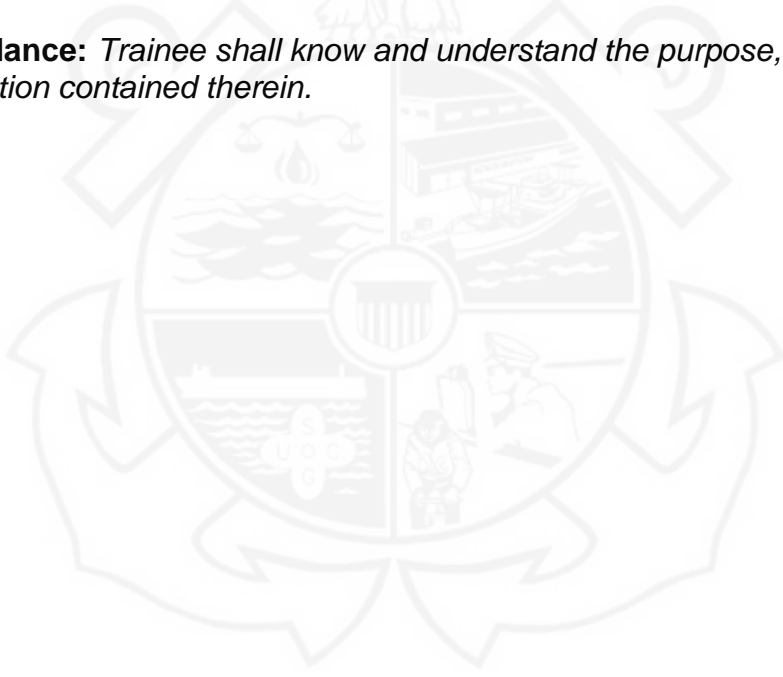 lance: Trainee shall know and understand the purpose,
tion contained therein.
S
U O C
G